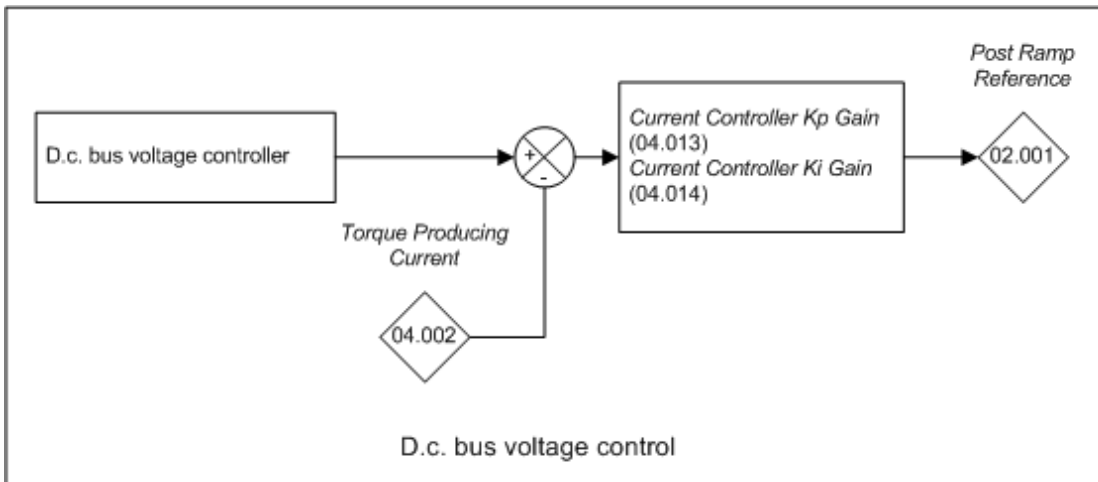 Post Ramp
Reference
D.c. bus voltage controller
+
-
Current Controller Kp Gain
(04.013)
Current Controller Ki Gain
(04.014)
02.001
Torque Producing
Current
04.002
D.c. bus voltage control